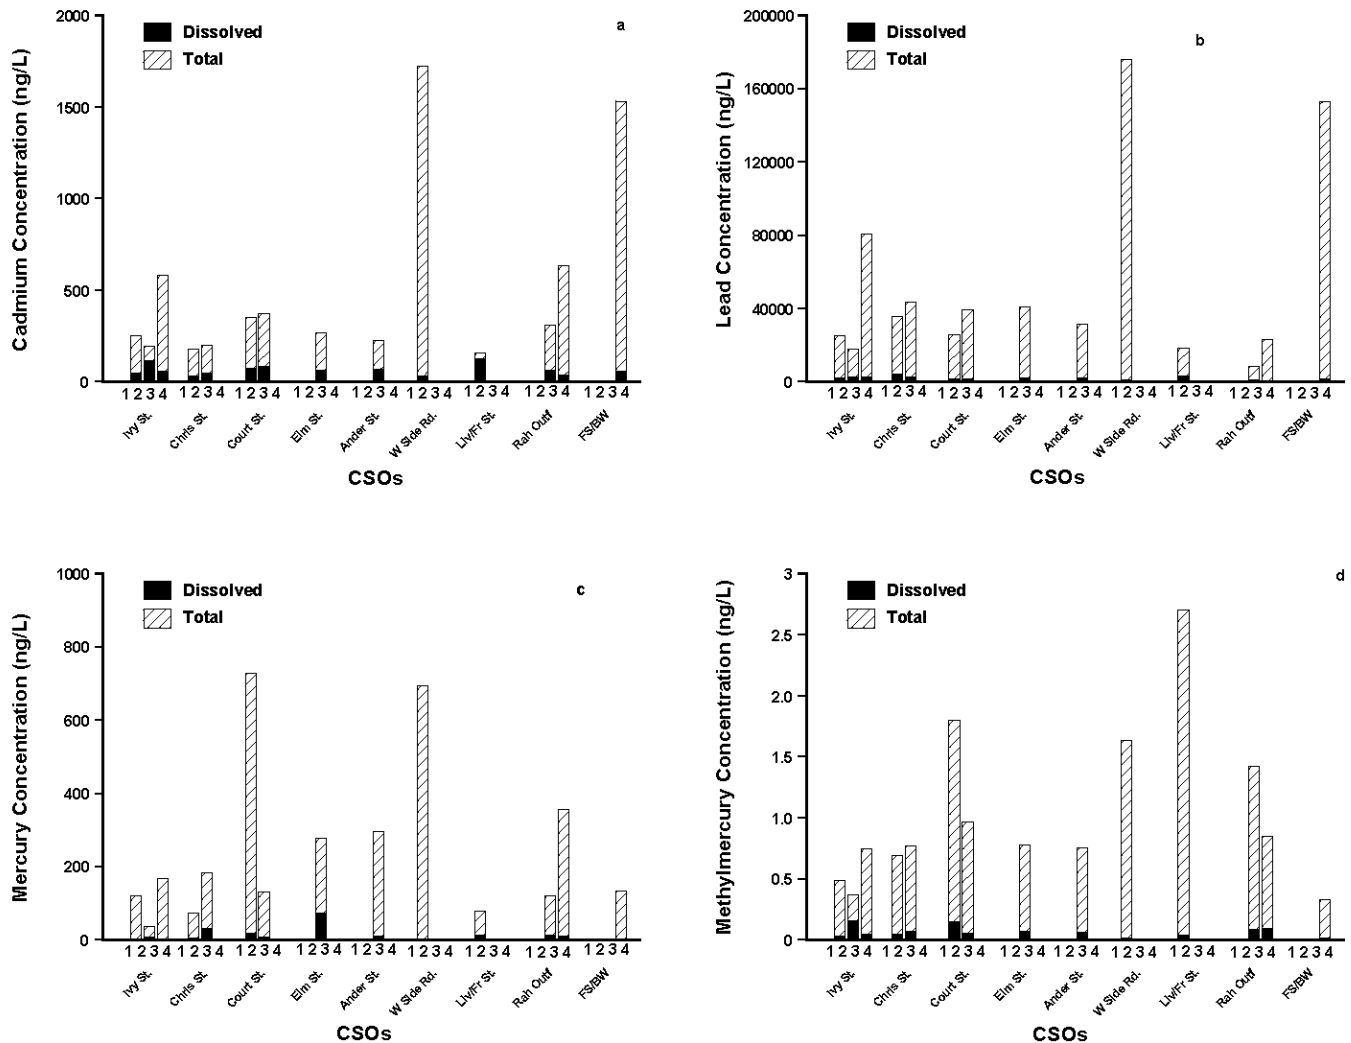 a
Dissolved
Total
Cadmium Concentration (ng/L)
2000
1500
1000
500
0
1 2 3 4 1 2 3 4 1 2 3 4 1 2 3 4 1 2 3 4 1 2 3 4 1 2 3 4 1 2 3 4 1 2 3 4
Ivy St. Chris St. Court St. Elm St. Ander St. W Side Rd. Liv/Fr St. Rah Outf FS/BW
CSOs
b
Dissolved
Total
Lead Concentration (ng/L)
200000
160000
120000
80000
40000
0
1 2 3 4 1 2 3 4 1 2 3 4 1 2 3 4 1 2 3 4 1 2 3 4 1 2 3 4 1 2 3 4 1 2 3 4
Ivy St. Chris St. Court St. Elm St. Ander St. W Side Rd. Liv/Fr St. Rah Outf FS/BW
CSOs
c
Dissolved
Total
Mercury Concentration (ng/L)
1000
800
600
400
200
0
1 2 3 4 1 2 3 4 1 2 3 4 1 2 3 4 1 2 3 4 1 2 3 4 1 2 3 4 1 2 3 4 1 2 3 4
Ivy St. Chris St. Court St. Elm St. Ander St. W Side Rd. Liv/Fr St. Rah Outf FS/BW
CSOs
d
Dissolved
Total
Methylmercury Concentration (ng/L)
3
2.5
2.0
1.5
1.0
0.5
0
1 2 3 4 1 2 3 4 1 2 3 4 1 2 3 4 1 2 3 4 1 2 3 4 1 2 3 4 1 2 3 4 1 2 3 4
Ivy St. Chris St. Court St. Elm St. Ander St. W Side Rd. Liv/Fr St. Rah Outf FS/BW
CSOs